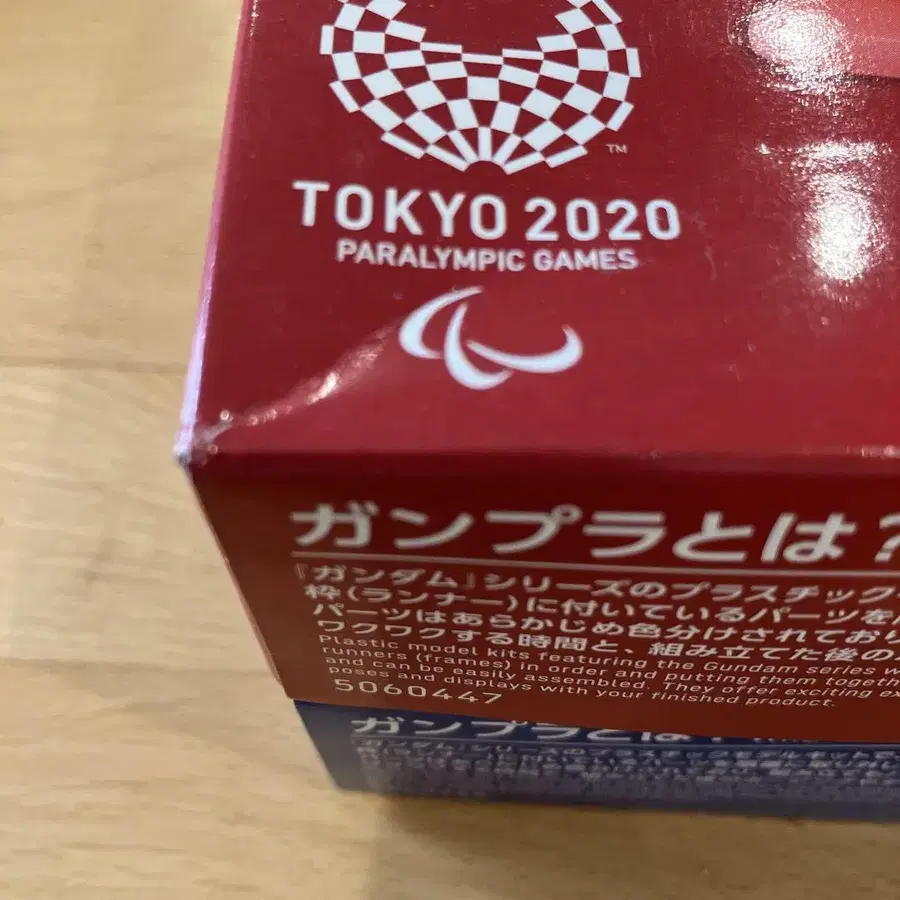 TM
TOKYO 2020
PARALYMPIC GAMES
ガンプラとは?
『ガンダム』シリーズのプラスチック
枠(ランナー)に付いているパーツを
パーツはあらかじめ色分けされており
ワクワクする時間と、組み立てた後の
Plastic model kits featuring the Gundam series
runners (frames) in order and putting them together
and can be easily assembled. They offer exciting
poses and displays with your finished product.
5060447
ガンプラとは?